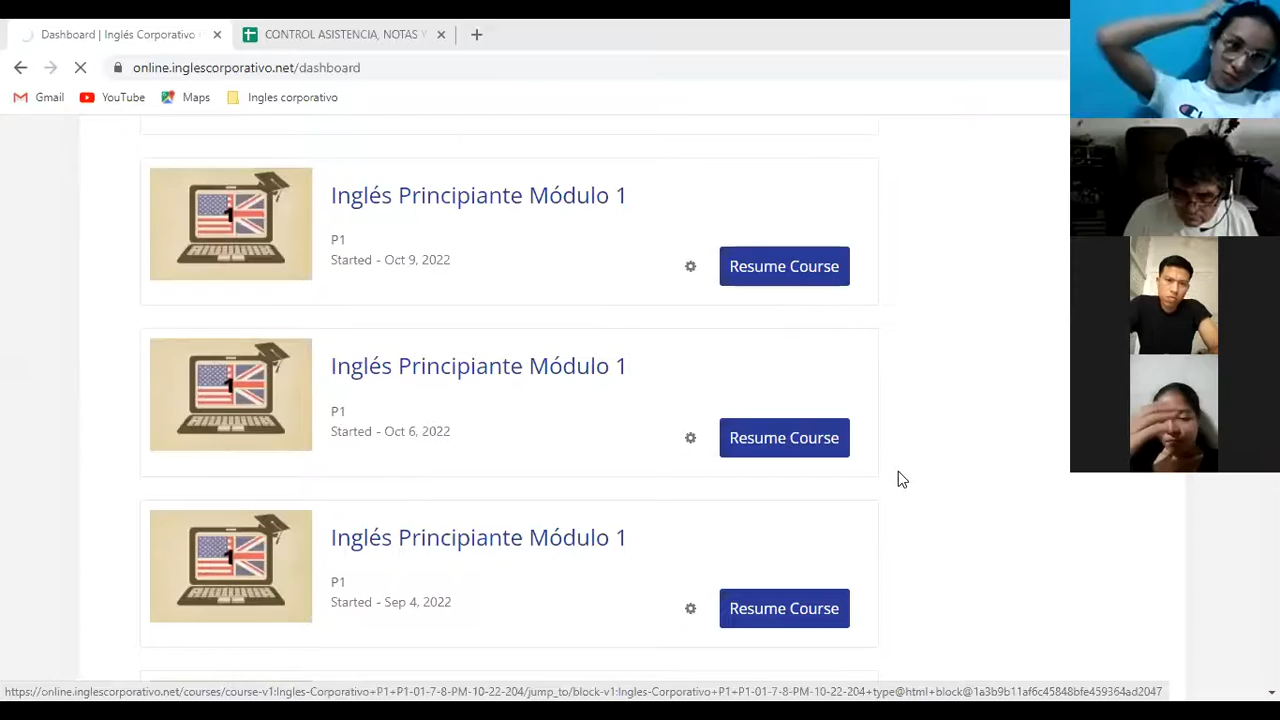 Dashboard | Inglés Corporativo
CONTROL ASISTENCIA, NOTAS
online.inglescorporativo.net/dashboard
Gmail YouTube Maps Ingles corporativo
Inglés Principiante Módulo 1
P1
Started - Oct 9, 2022
Resume Course
Inglés Principiante Módulo 1
P1
Started - Oct 6, 2022
Resume Course
Inglés Principiante Módulo 1
P1
Started - Sep 4, 2022
Resume Course
https://online.inglescorporativo.net/courses/course-v1:Ingles-Corporativo+P1+P1-01-7-8-PM-10-22-204/jump_to/block-v1:Ingles-Corporativo+P1+P1-01-7-8-PM-10-22-204+type@html+block@1a3b9b11af6c45848bfe459364ad2047